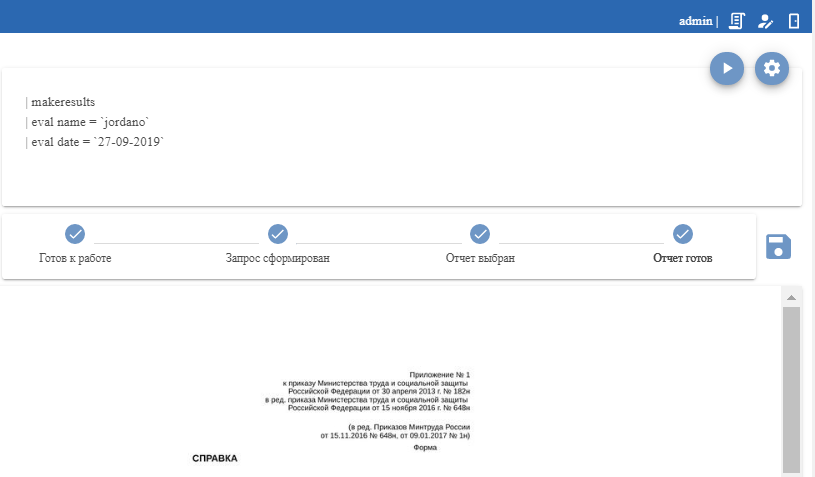 admin |
| makeresults
| eval name = `jordano`
| eval date = `27-09-2019`
Готов к работе
Запрос сформирован
Отчет выбран
Отчет готов
Приложение № 1
к приказу Министерства труда и социальной защиты
Российской Федерации от 30 апреля 2013 г. № 182н
в ред. приказа Министерства труда и социальной защиты
Российской Федерации от 15 ноября 2016 г. № 648н
(в ред. Приказов Минтруда России
от 15.11.2016 № 648н, от 09.01.2017 № 1н)
Форма
СПРАВКА